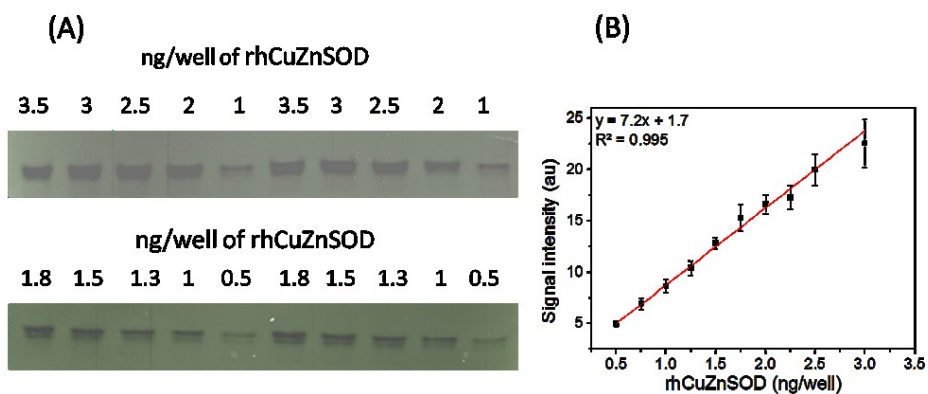 (A)
ng/well of rhCuZnSOD
3.5 3 2.5 2 1 3.5 3 2.5 2 1
ng/well of rhCuZnSOD
1.8 1.5 1.3 1 0.5 1.8 1.5 1.3 1 0.5
(B)
y = 7.2x + 1.7
R² = 0.995
Signal intensity (au)
25
20
15
10
5
0.5 1.0 1.5 2.0 2.5 3.0 3.5
rhCuZnSOD (ng/well)